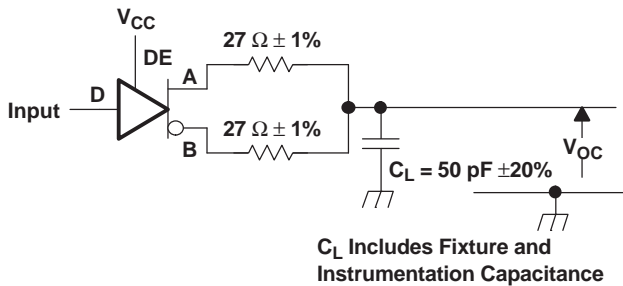 V_CC
DE
27 Ω ± 1%
A
Input
D
B
27 Ω ± 1%
C_L = 50 pF ±20%
V_OC
C_L Includes Fixture and
Instrumentation Capacitance